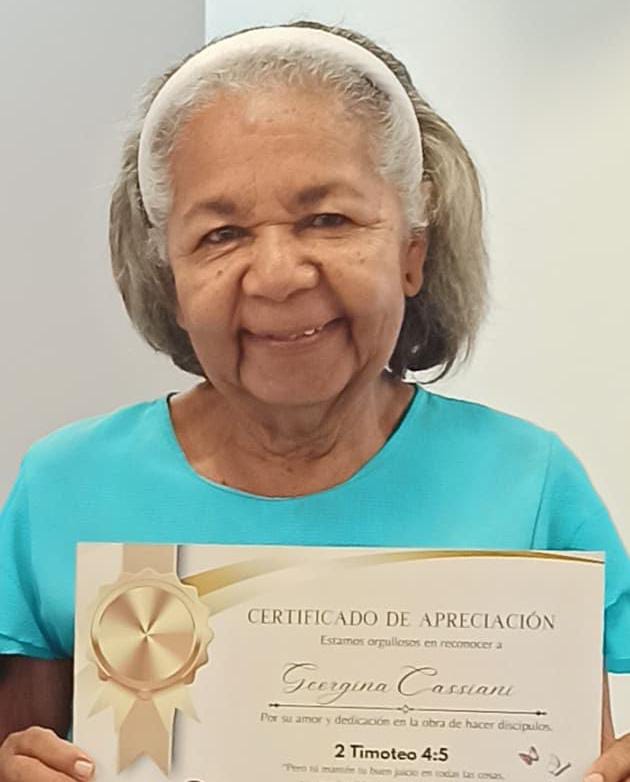 CERTIFICADO DE APRECIACIÓN
Estamos orgullosos en reconocer a
Georgina Cassiani
Por su amor y dedicación en la obra de hacer discípulos.
2 Timoteo 4:5
"Pero tú mantén tu buen juicio en todas las cosas,